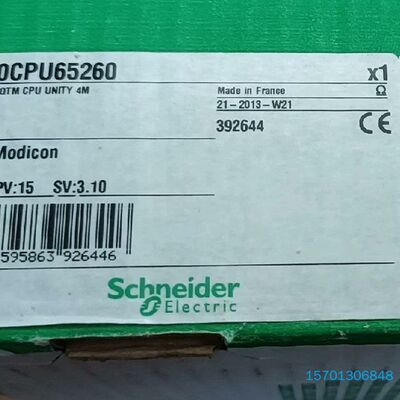 0CPU65260
0TM CPU UNITY 4M
x1
Made in France
Ω
21-2013-W21
392644
CE
Modicon
PV:15 SV:3.10
595863 926446
Schneider
Electric
15701306848